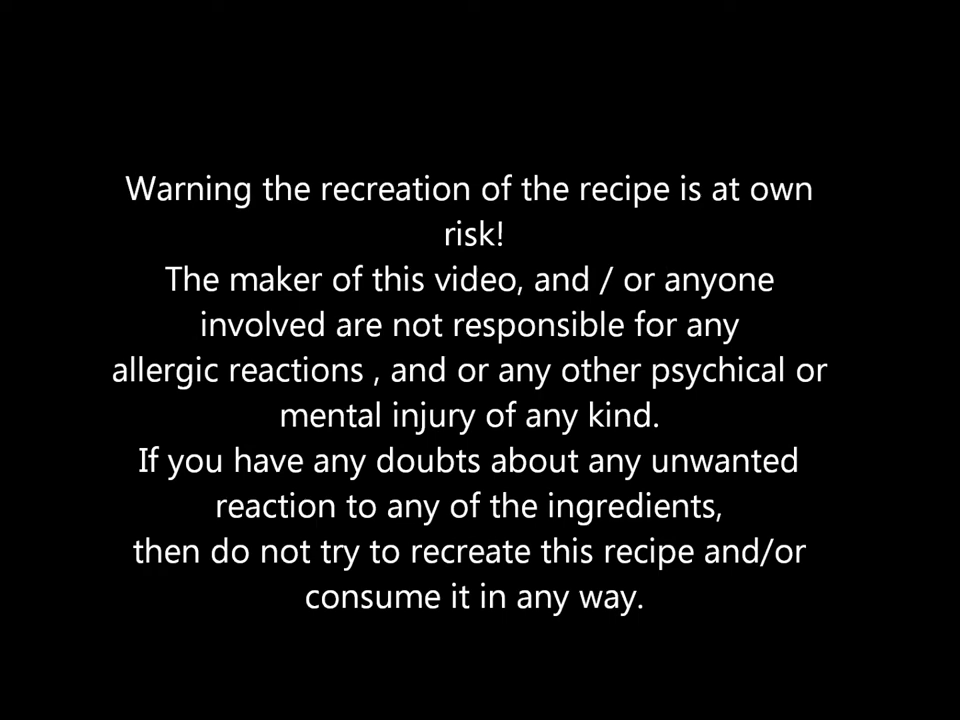 Warning the recreation of the recipe is at own
risk!
The maker of this video, and / or anyone
involved are not responsible for any
allergic reactions , and or any other psychical or
mental injury of any kind.
If you have any doubts about any unwanted
reaction to any of the ingredients,
then do not try to recreate this recipe and/or
consume it in any way.